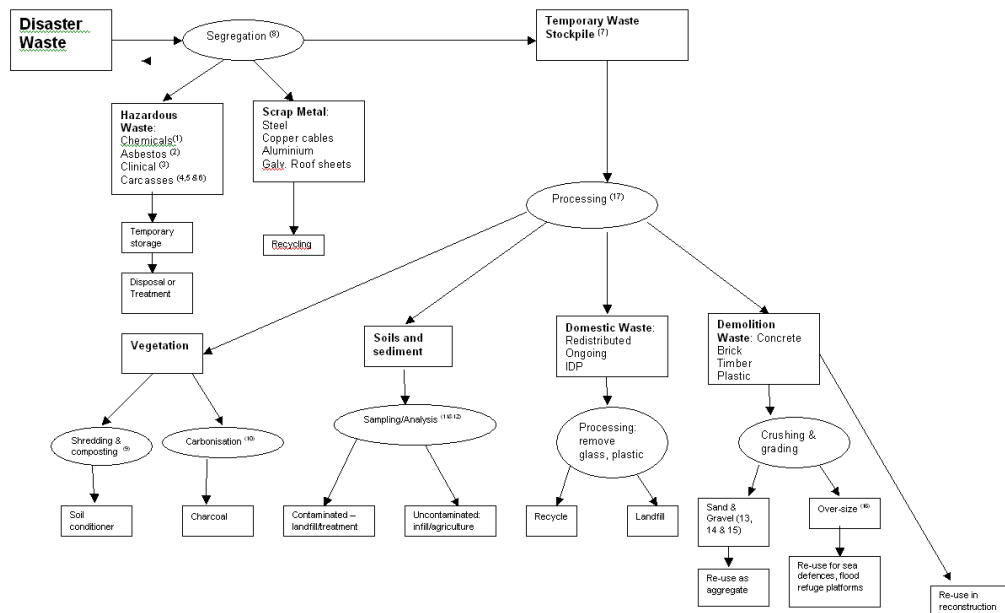 Disaster
Waste
Segregation (8)
Temporary Waste
Stockpile (7)
Hazardous
Waste:
Chemicals(1)
Asbestos (2)
Clinical (3)
Carcasses (4,5 &6)
Scrap Metal:
Steel
Copper cables
Aluminium
Galv. Roof sheets
Processing (17)
Temporary
storage
Recycling
Disposal or
Treatment
Vegetation
Soils and
sediment
Domestic Waste:
Redistributed
Ongoing
IDP
Demolition
Waste: Concrete
Brick
Timber
Plastic
Shredding &
composting (9)
Carbonisation (10)
Sampling/Analysis (11&12)
Processing:
remove
glass, plastic
Crushing &
grading
Soil
conditioner
Charcoal
Contaminated –
landfill/treatment
Uncontaminated:
infill/agriculture
Recycle
Landfill
Sand &
Gravel (13,
14 & 15)
Over-size (16)
Re-use as
aggregate
Re-use for sea
defences, flood
refuge platforms
Re-use in
reconstruction